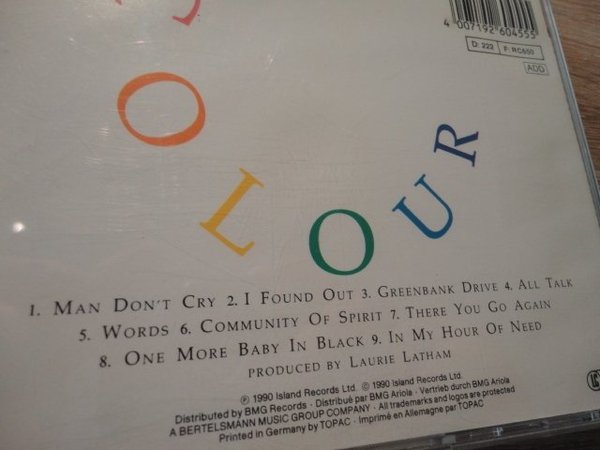 4 007192 604555
D: 222 F: RC650
ADD
COLOUR
1. MAN DON'T CRY 2. I FOUND OUT 3. GREENBANK DRIVE 4. ALL TALK
5. WORDS 6. COMMUNITY OF SPIRIT 7. THERE YOU GO AGAIN
8. ONE MORE BABY IN BLACK 9. IN MY HOUR OF NEED
PRODUCED BY LAURIE LATHAM
℗ 1990 Island Records Ltd. © 1990 Island Records Ltd.
Distributed by BMG Records · Distribué par BMG Ariola · Vertrieb durch BMG Ariola
A BERTELSMANN MUSIC GROUP COMPANY · All trademarks and logos are protected
Printed in Germany by TOPAC · Imprimé en Allemagne par TOPAC